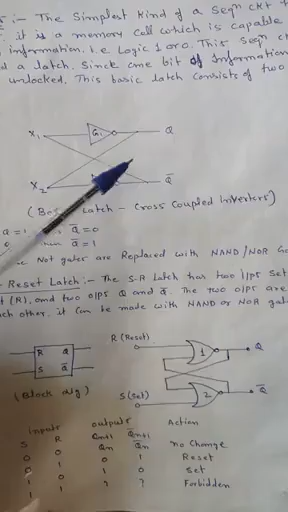 :- The Simplest kind of a Seqn ckt
it is a memory cell which is capable
information. i.e Logic 1 or 0. This Seqn
a latch. Since one bit of Information
unlocked. This basic latch consists of two
X1 G1 Q
X2 Q̅
(Bas Latch - Cross Coupled Inverters)
Q = 1 Q̅ = 0
0 Q̅ = 1
Not gates are Replaced with NAND/NOR
Reset Latch :- The S-R Latch has two i/ps Set
(R), and two o/ps Q and Q̅. The two o/ps are
each other. it can be made with NAND or NOR
R (Reset) 1 Q
R Q
S Q̅
S (Set) 2 Q̅
(Block dig)
inputs outputs Action
S R Qn+1 Q̅n+1
0 0 Qn Q̅n no Change
0 1 0 1 Reset
1 0 1 0 Set
1 1 ? ? Forbidden